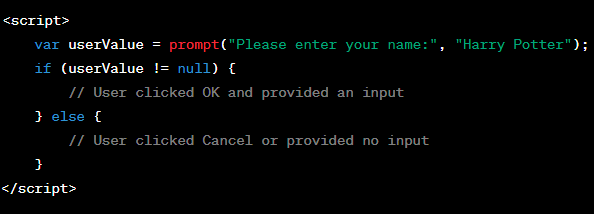 <script>
var userValue = prompt("Please enter your name:", "Harry Potter");
if (userValue != null) {
// User clicked OK and provided an input
} else {
// User clicked Cancel or provided no input
}
</script>